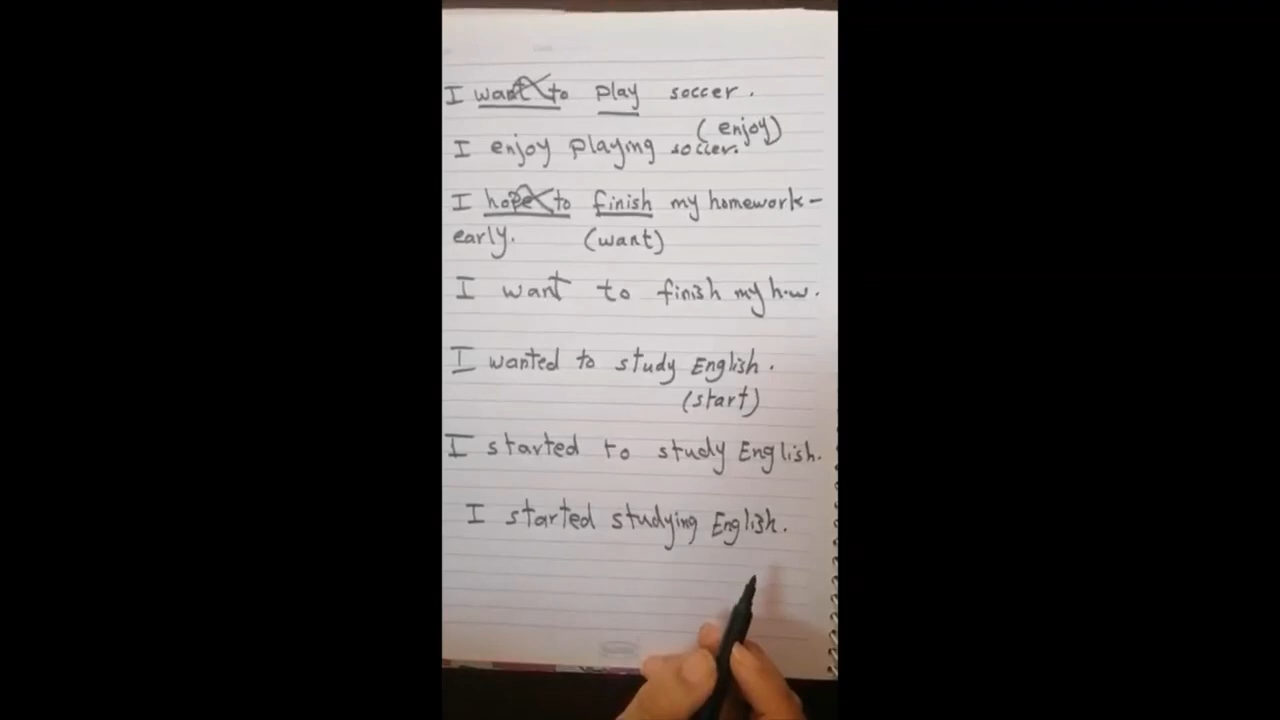 I want to play soccer.
(enjoy)
I enjoy playing soccer.
I hope to finish my homework-
early. (want)
I want to finish my h.w.
I wanted to study English.
(start)
I started to study English.
I started studying English.